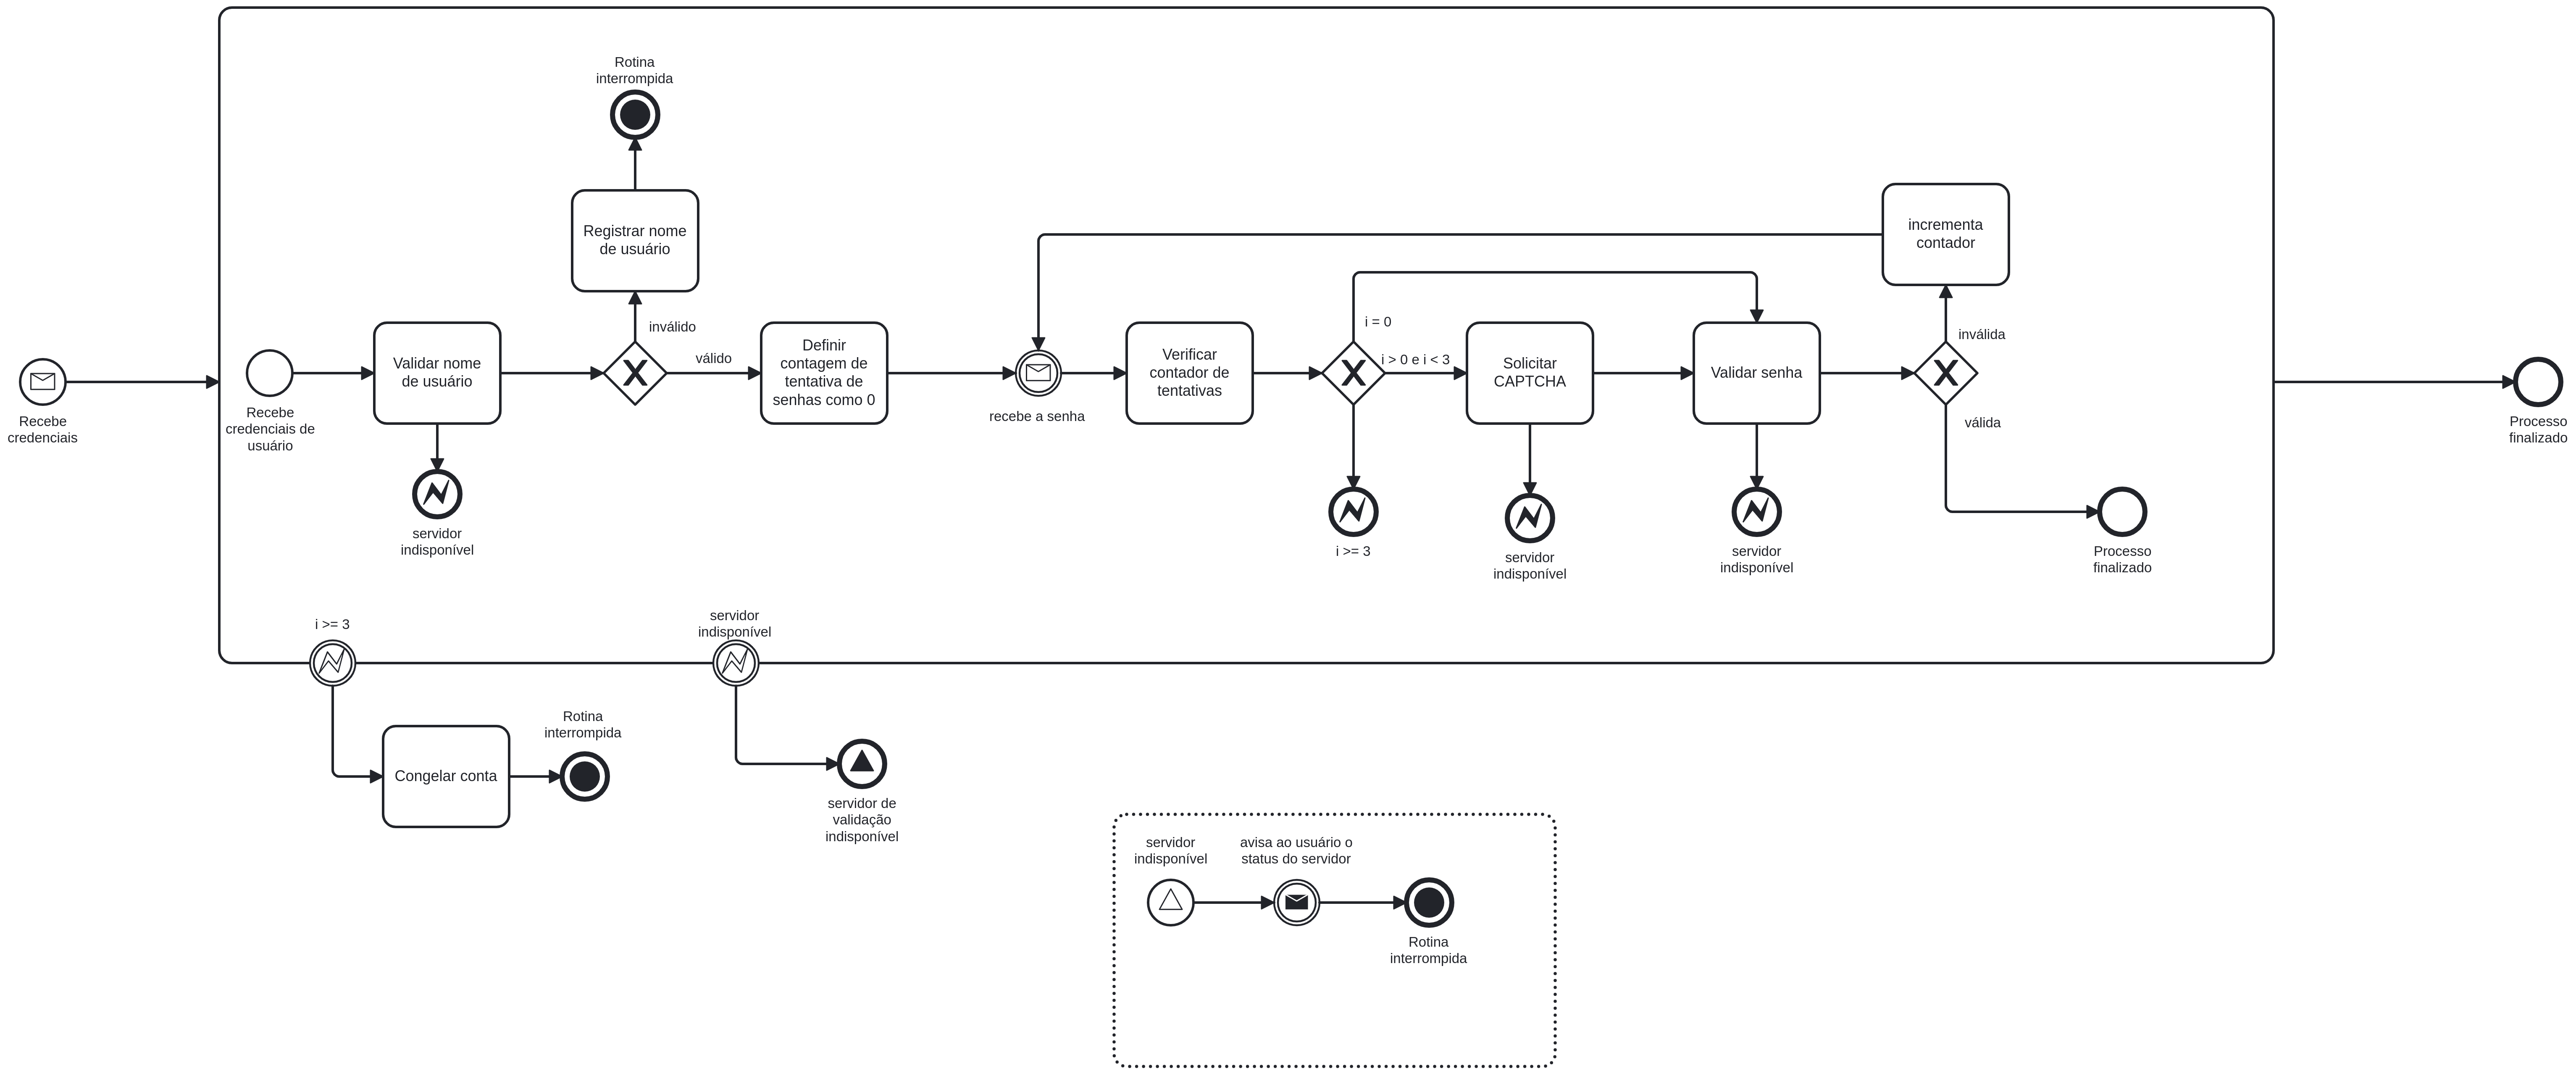 Rotina
interrompida
Registrar nome
de usuário
incrementa
contador
inválido
i = 0
inválida
Recebe
credenciais
Recebe
credenciais de
usuário
Validar nome
de usuário
válido
Definir
contagem de
tentativa de
senhas como 0
recebe a senha
Verificar
contador de
tentativas
i > 0 e i < 3
Solicitar
CAPTCHA
Validar senha
válida
Processo
finalizado
servidor
indisponível
i >= 3
servidor
indisponível
servidor
indisponível
Processo
finalizado
i >= 3
servidor
indisponível
Congelar conta
Rotina
interrompida
servidor de
validação
indisponível
servidor
indisponível
avisa ao usuário o
status do servidor
Rotina
interrompida